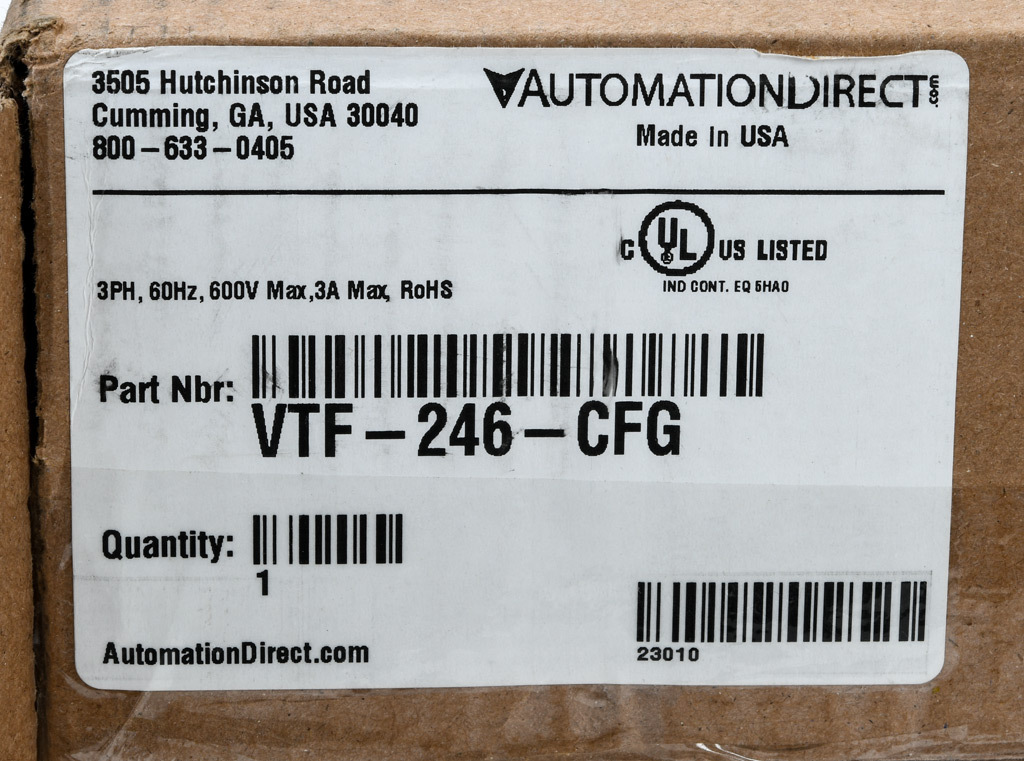 3505 Hutchinson Road
Cumming, GA, USA 30040
800-633-0405
AUTOMATIONDIRECT.com
Made In USA
C UL US LISTED
IND CONT. EQ 5HA0
3PH, 60Hz, 600V Max,3A Max, RoHS
Part Nbr:
VTF-246-CFG
Quantity:
1
AutomationDirect.com
23010